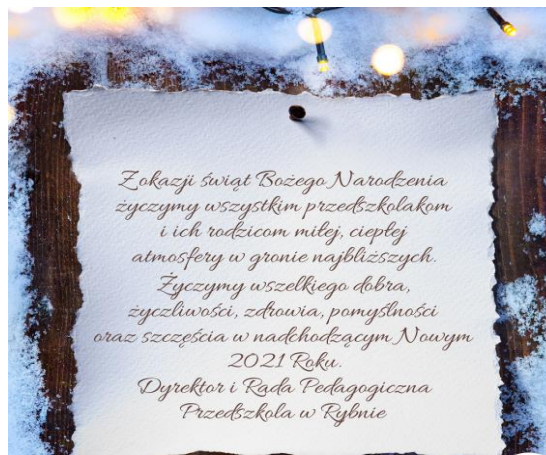 Z okazji świąt Bożego Narodzenia
życzymy wszystkim przedszkolakom
i ich rodzicom miłej, ciepłej
atmosfery w gronie najbliższych.
Życzymy wszelkiego dobra,
życzliwości, zdrowia, pomyślności
oraz szczęścia w nadchodzącym Nowym
2021 Roku.
Dyrektor i Rada Pedagogiczna
Przedszkola w Rybnie